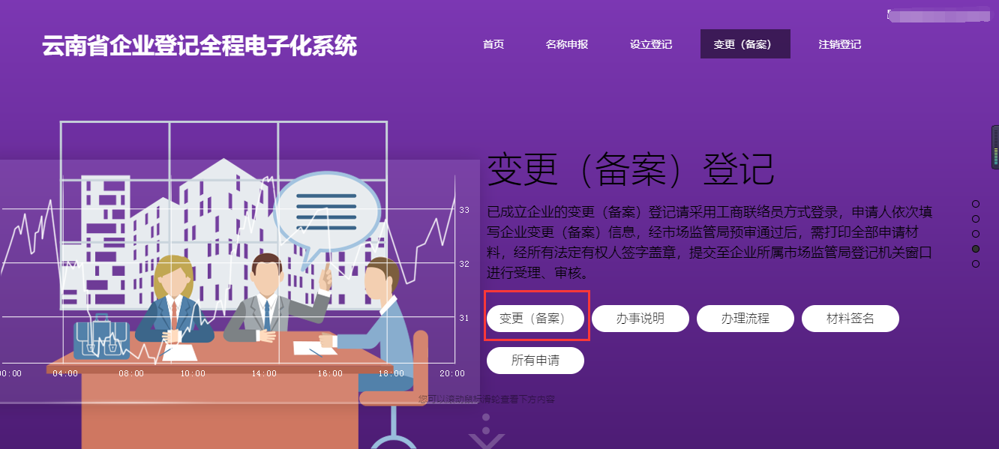 云南省企业登记全程电子化系统
首页
名称申报
设立登记
变更（备案）
注销登记
变更（备案）登记
已成立企业的变更（备案）登记请采用工商联络员方式登录，申请人依次填
写企业变更（备案）信息，经市场监管局预审通过后，需打印全部申请材
料，经所有法定有权人签字盖章，提交至企业所属市场监管局登记机关窗口
进行受理、审核。
变更（备案）
办事说明
办理流程
材料签名
所有申请
33
32
31
00:00
04:00
08:00
10:00
14:00
16:00
18:00
20:00
您可以滚动鼠标滑轮查看下方内容